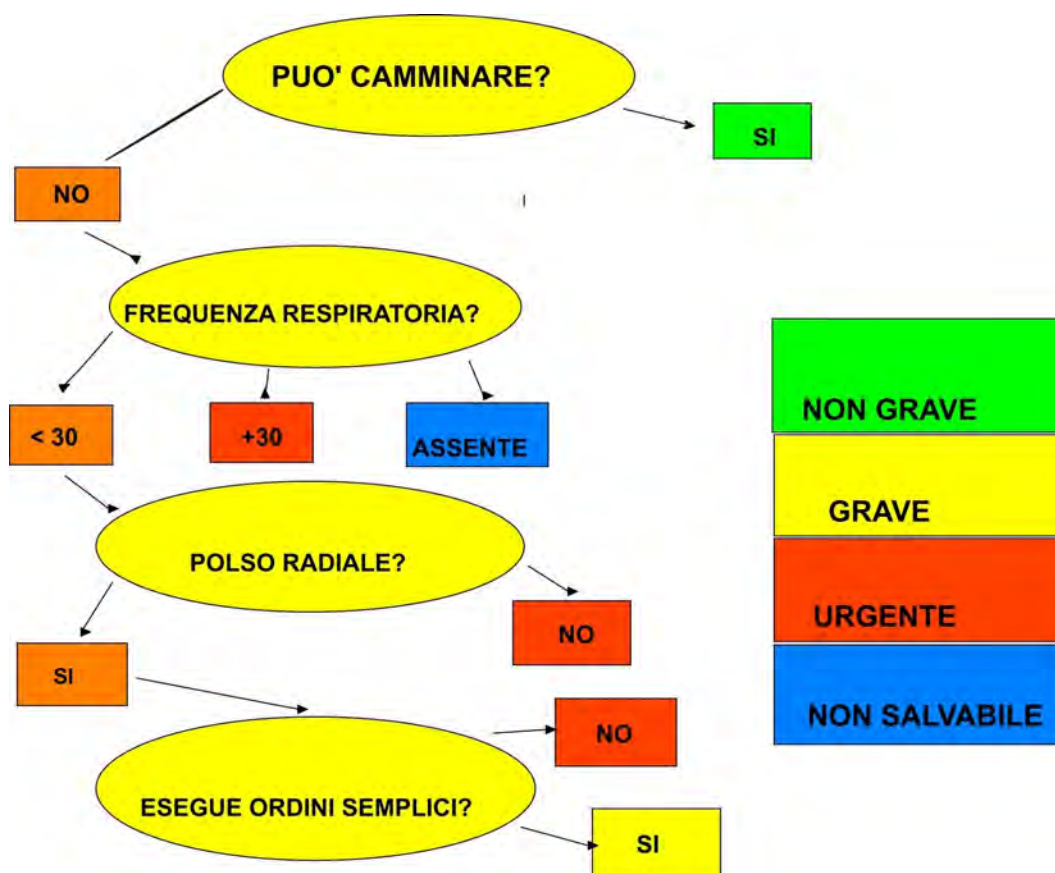 PUO' CAMMINARE?
SI
NO
FREQUENZA RESPIRATORIA?
< 30
+30
ASSENTE
POLSO RADIALE?
NO
SI
NO
ESEGUE ORDINI SEMPLICI?
SI
NON GRAVE
GRAVE
URGENTE
NON SALVABILE